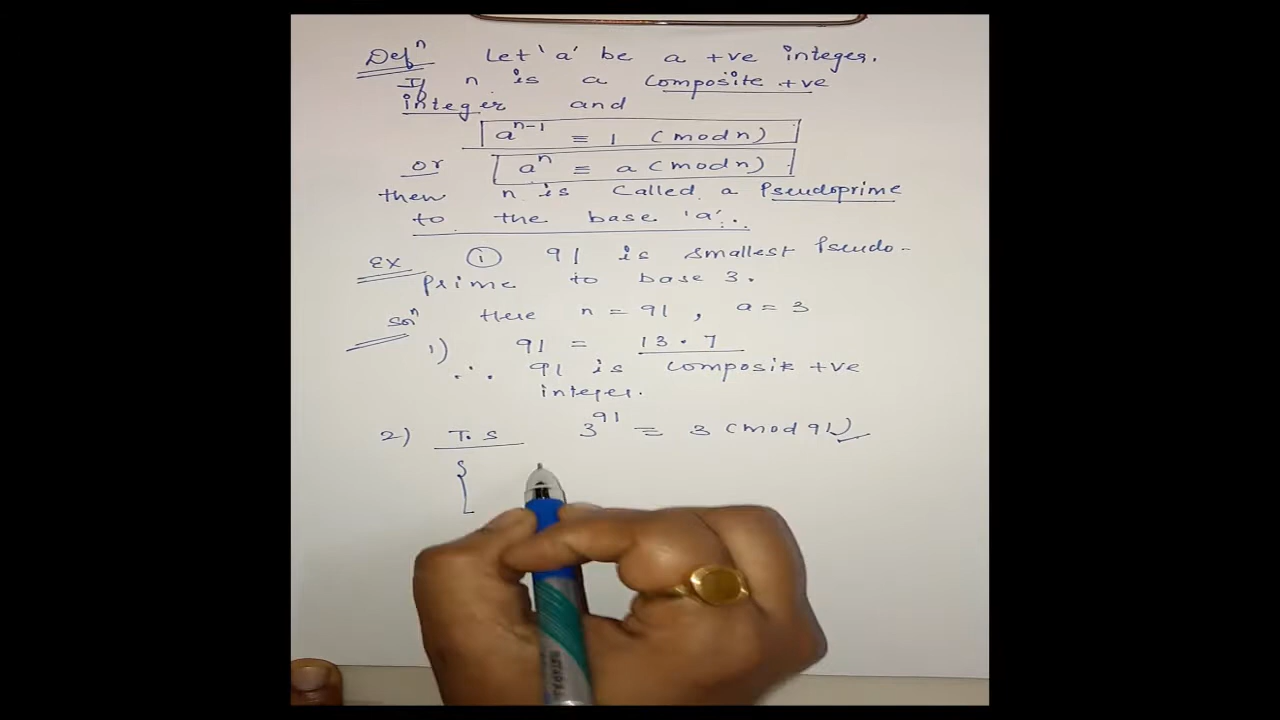 Defⁿ Let 'a' be a +ve integer.
If n is a composite +ve
integer and
aⁿ⁻¹ ≡ 1 (mod n)
or aⁿ ≡ a (mod n)
then n is called a Pseudoprime
to the base 'a'.
Ex ① 91 is smallest Pseudo-
prime to base 3.
Solⁿ Here n = 91 , a = 3
1) 91 = 13 · 7
∴ 91 is composite +ve
integer.
2) T.S 3⁹¹ ≡ 3 (mod 91)